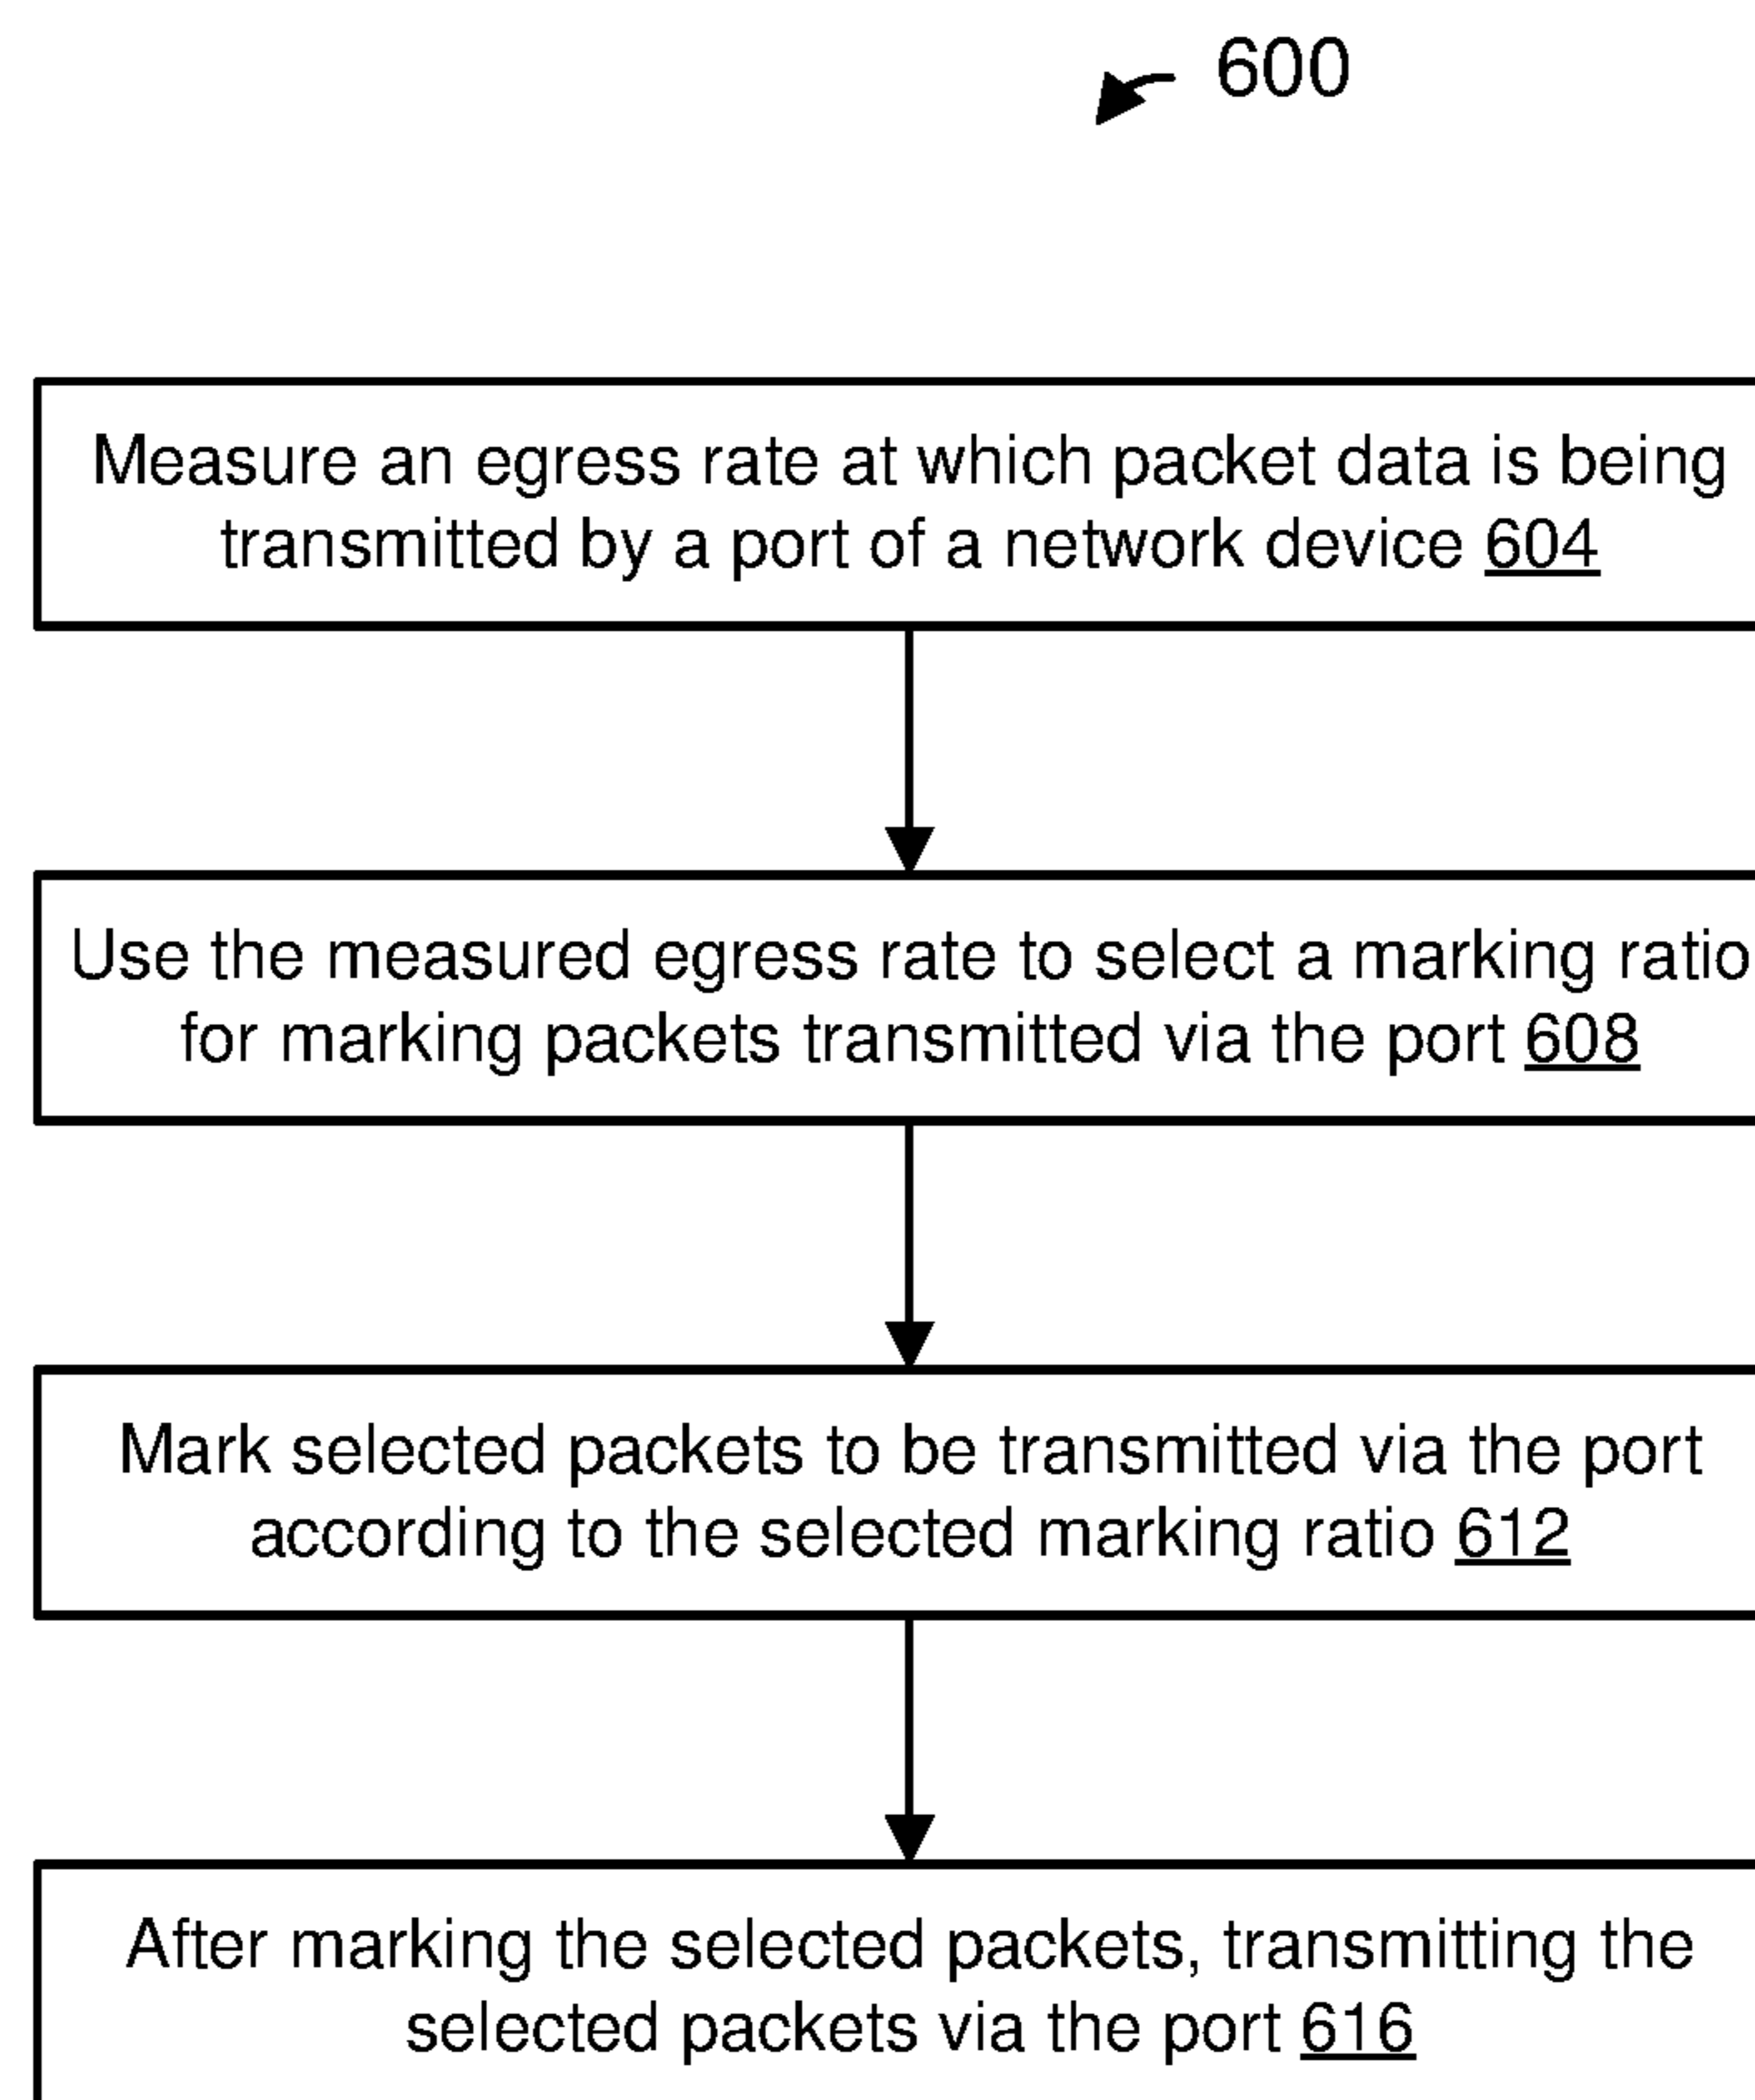 600
Measure an egress rate at which packet data is being
transmitted by a port of a network device 604
Use the measured egress rate to select a marking ratio
for marking packets transmitted via the port 608
Mark selected packets to be transmitted via the port
according to the selected marking ratio 612
After marking the selected packets, transmitting the
selected packets via the port 616